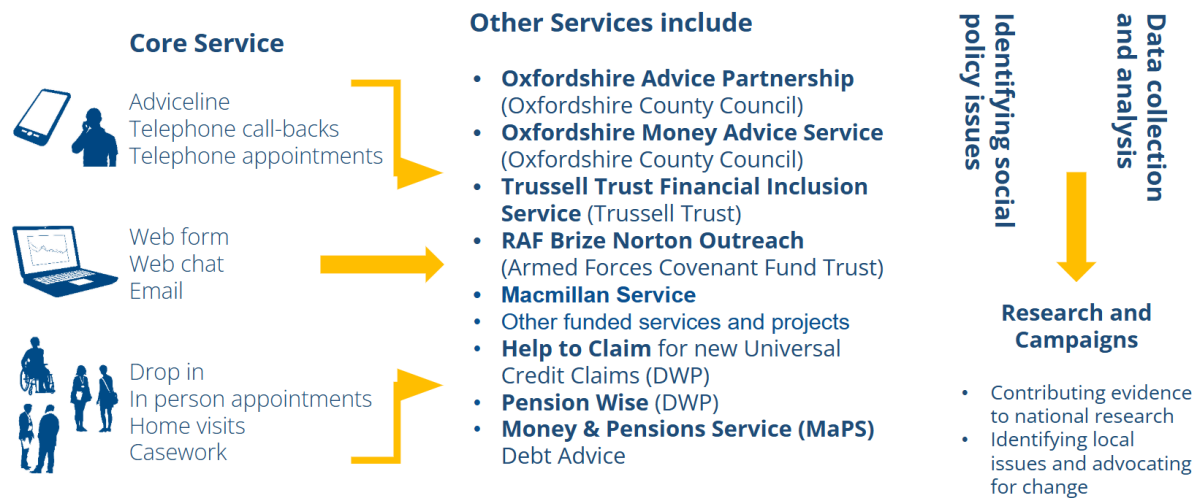 Core Service
Adviceline
Telephone call-backs
Telephone appointments
Web form
Web chat
Email
Drop in
In person appointments
Home visits
Casework
Other Services include
• Oxfordshire Advice Partnership
(Oxfordshire County Council)
• Oxfordshire Money Advice Service
(Oxfordshire County Council)
• Trussell Trust Financial Inclusion
Service (Trussell Trust)
• RAF Brize Norton Outreach
(Armed Forces Covenant Fund Trust)
• Macmillan Service
• Other funded services and projects
• Help to Claim for new Universal
Credit Claims (DWP)
• Pension Wise (DWP)
• Money & Pensions Service (MaPS)
Debt Advice
Identifying social
policy issues
Data collection
and analysis
Research and
Campaigns
• Contributing evidence
to national research
• Identifying local
issues and advocating
for change